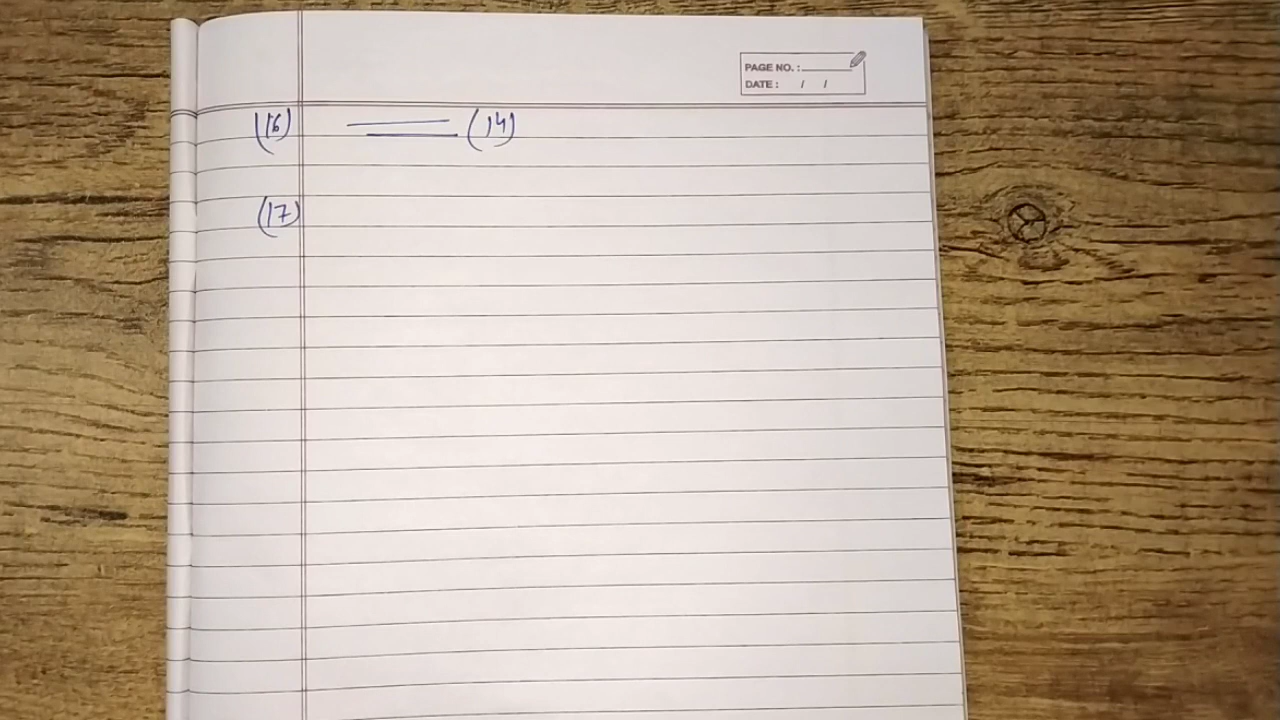 PAGE NO. :
DATE : / /
(16) (14)
(17)